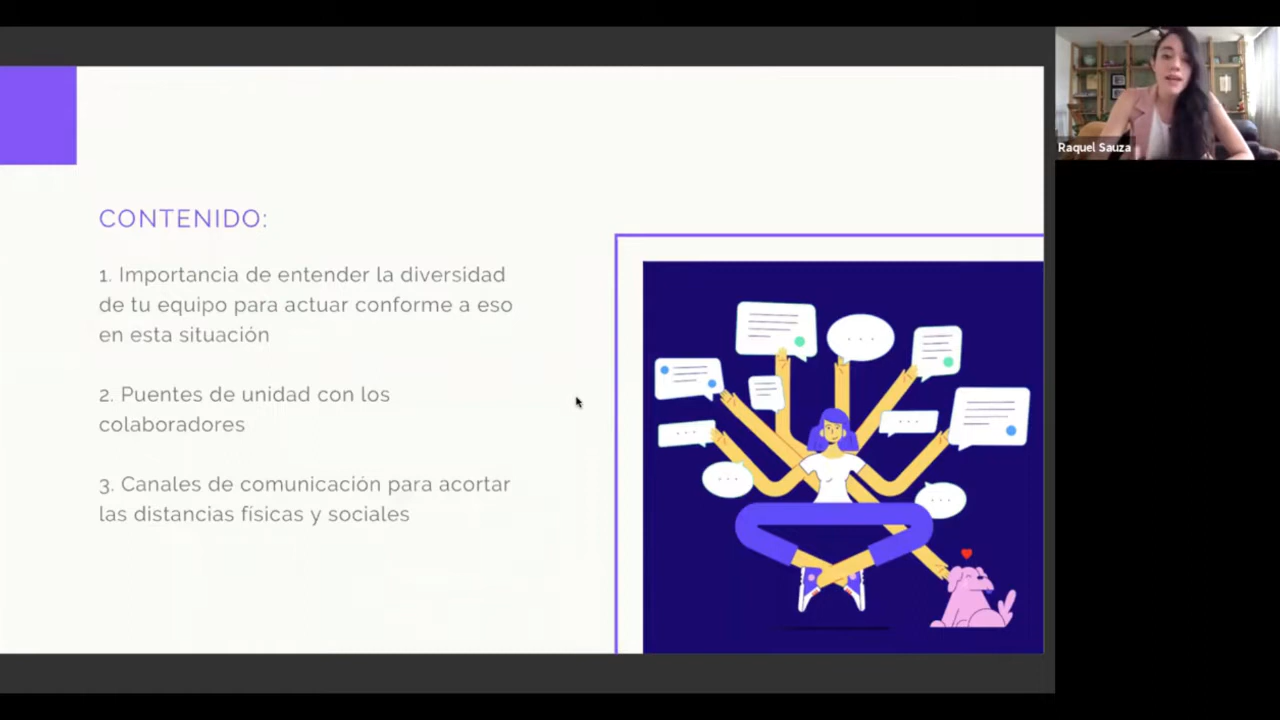 CONTENIDO:
1. Importancia de entender la diversidad
de tu equipo para actuar conforme a eso
en esta situación
2. Puentes de unidad con los
colaboradores
3. Canales de comunicación para acortar
las distancias físicas y sociales
Raquel Sauza